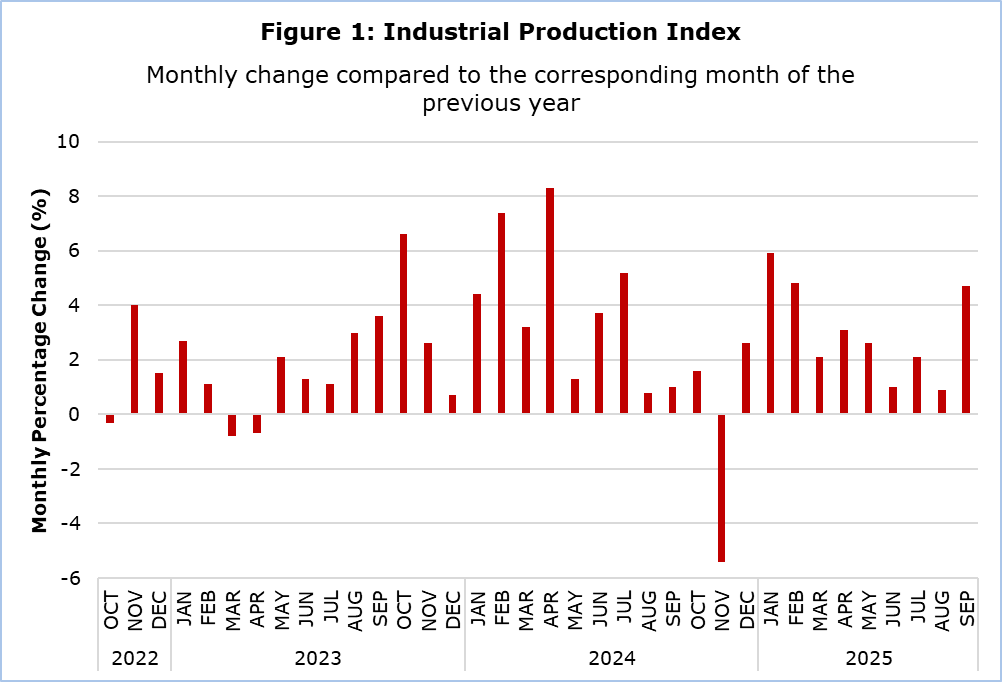 Figure 1: Industrial Production Index
Monthly change compared to the corresponding month of the
previous year
Monthly Percentage Change (%)
10
8
6
4
2
0
-2
-4
-6
OCT NOV DEC JAN FEB MAR APR MAY JUN JUL AUG SEP OCT NOV DEC JAN FEB MAR APR MAY JUN JUL AUG SEP OCT NOV DEC JAN FEB MAR APR MAY JUN JUL AUG SEP
2022 2023 2024 2025